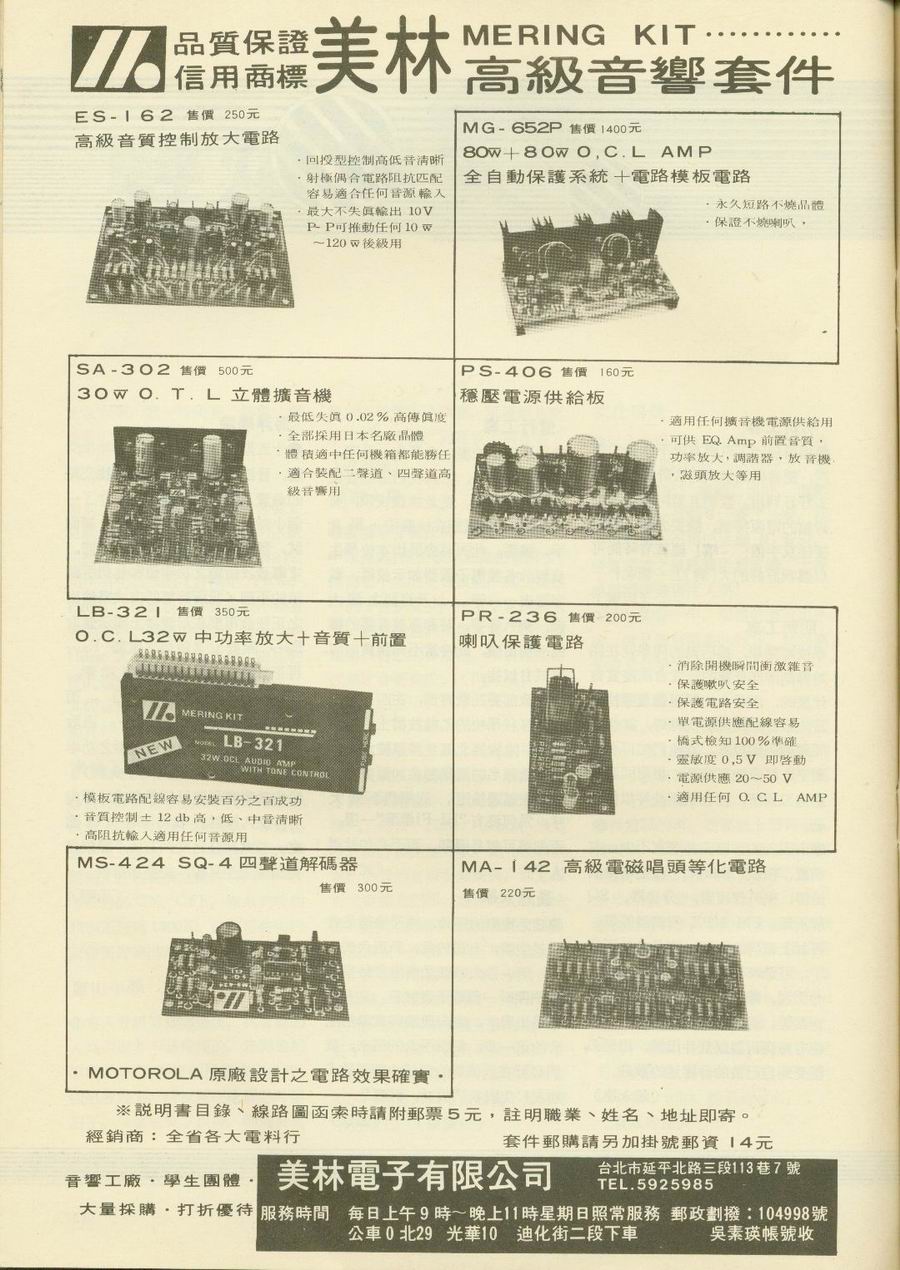 品質保證
信用商標
美林
MERING KIT
高級音響套件
ES-162 售價 250元
高級音質控制放大電路
·回授型控制高低音清晰
·射極偶合電路阻抗匹配
容易適合任何音源輸入
·最大不失眞輸出 10V
P-P可推動任何10w
～120w後級用
MG-652P 售價1400元
80w+80w O,C.L AMP
全自動保護系統+電路模板電路
·永久短路不燒晶體
·保證不燒喇叭，
SA-302 售價 500元
30w O. T. L 立體擴音機
·最低失眞0.02%高傳眞度
·全部採用日本名廠晶體
·體積適中任何機箱都能勝任
·適合裝配二聲道、四聲道高
級音響用
PS-406 售價 160元
穩壓電源供給板
·適用任何擴音機電源供給用
·可供 EQ. Amp 前置音質，
功率放大，調諧器，放音機.
·磁頭放大等用
LB-321 售價 350元
O.C.L32w 中功率放大+音質+前置
MERING KIT
NEW
MODEL LB-321
32W OCL AUDIO AMP
WITH TONE CONTROL
·模板電路配線容易安裝百分之百成功
·音質控制±12db高，低、中音清晰
·高阻抗輸入適用任何音源用
PR-236 售價 200元
喇叭保護電路
·消除開機瞬間衝激雜音
·保護嗽叭安全
·保護電路安全
·單電源供應配線容易
·橋式檢知100%準確
·靈敏度0,5V 即啓動
·電源供應20～50V
·適用任何 O. C. L AMP
MS-424 SQ-4四聲道解碼器
售價 300元
·MOTOROLA原廠設計之電路效果確實·
MA-142 高級電磁唱頭等化電路
售價 220元
※説明書目錄、線路圖函索時請附郵票5元，註明職業、姓名、地址即寄。
經銷商：全省各大電料行
套件郵購請另加掛號郵資 14元
音響工廠·學生團體·
大量採購·打折優待
美林電子有限公司
台北市延平北路三段113巷7號
TEL.5925985
服務時間 每日上午9時～晚上11時星期日照常服務 郵政劃撥：104998號
公車0北29 光華10 迪化街二段下車 吳素瑛帳號收